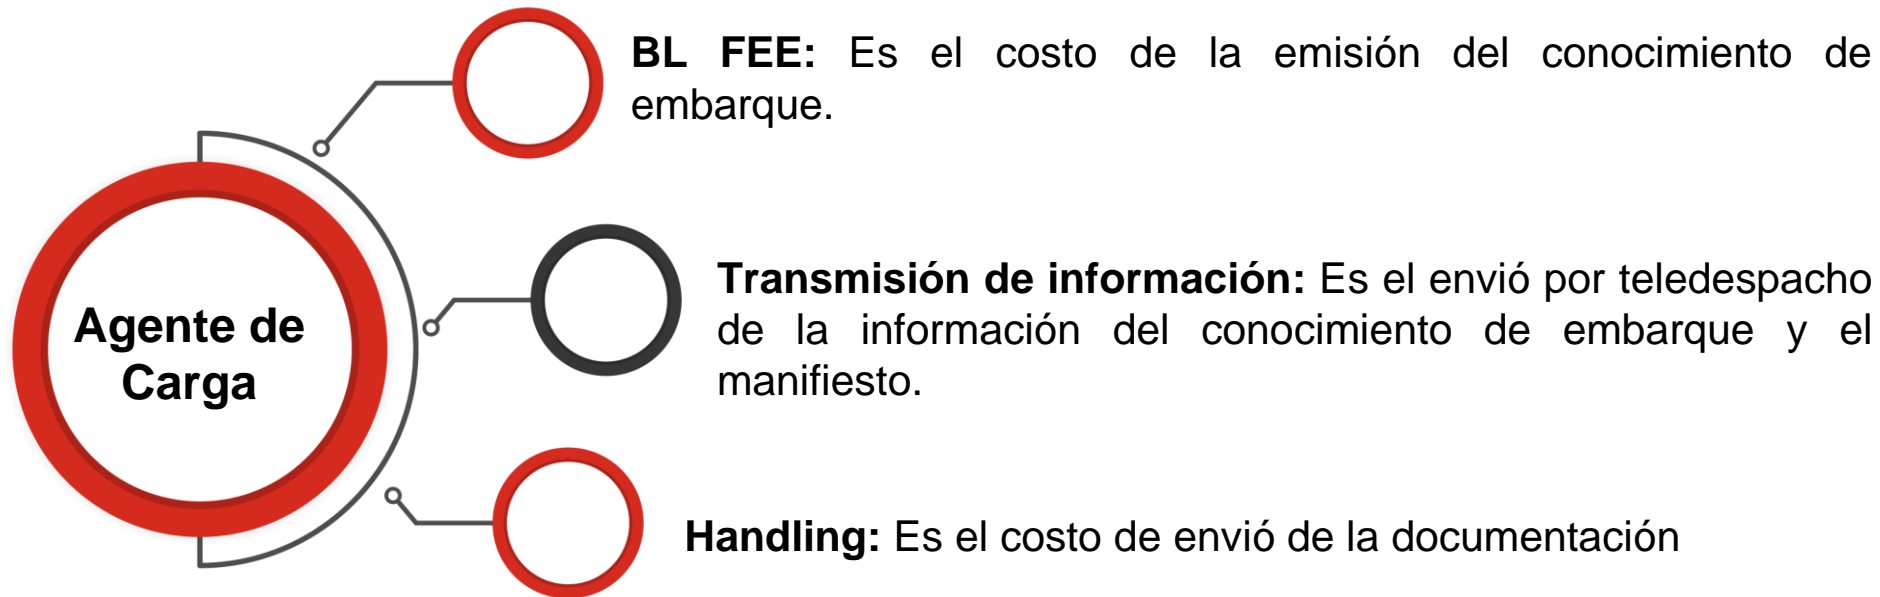 BL FEE: Es el costo de la emisión del conocimiento de
embarque.
Agente de
Carga
Transmisión de información: Es el envió por teledespacho
de la información del conocimiento de embarque y el
manifiesto.
Handling: Es el costo de envió de la documentación